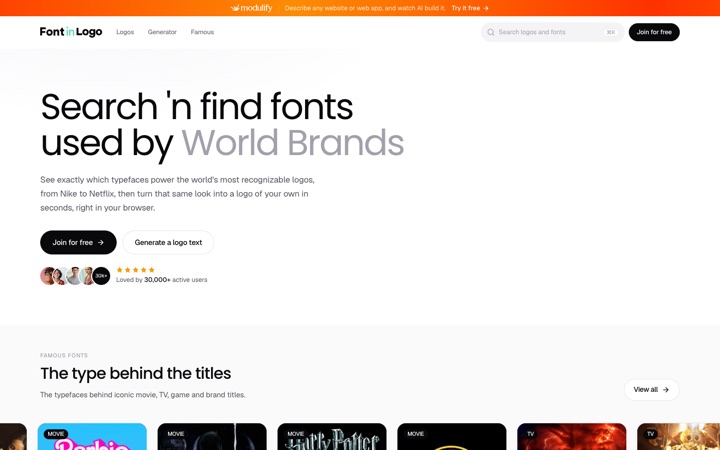 modulify Describe any website or web app, and watch AI build it. Try it free →
Font in Logo Logos Generator Famous Search logos and fonts ⌘K Join for free
Search 'n find fonts
used by World Brands
See exactly which typefaces power the world's most recognizable logos,
from Nike to Netflix, then turn that same look into a logo of your own in
seconds, right in your browser.
Join for free → Generate a logo text
30k+ Loved by 30,000+ active users
FAMOUS FONTS
The type behind the titles
The typefaces behind iconic movie, TV, game and brand titles.
View all →
MOVIE MOVIE MOVIE MOVIE TV TV
Barbie Harry Potter